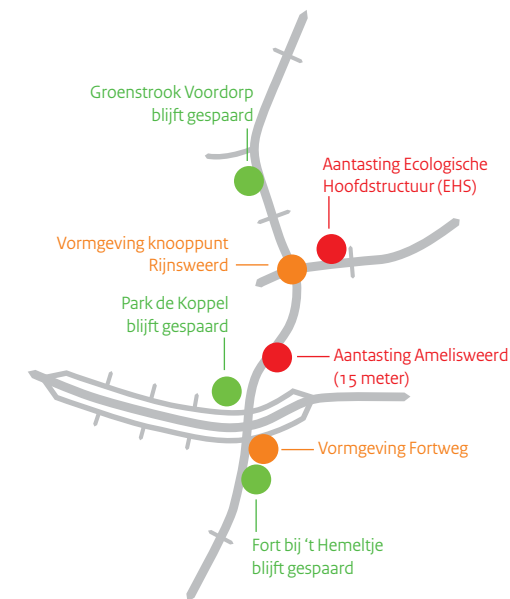 Groenstrook Voordorp
blijft gespaard
Aantasting Ecologische
Hoofdstructuur (EHS)
Vormgeving knooppunt
Rijnsweerd
Park de Koppel
blijft gespaard
Aantasting Amelisweerd
(15 meter)
Vormgeving Fortweg
Fort bij ‘t Hemeltje
blijft gespaard